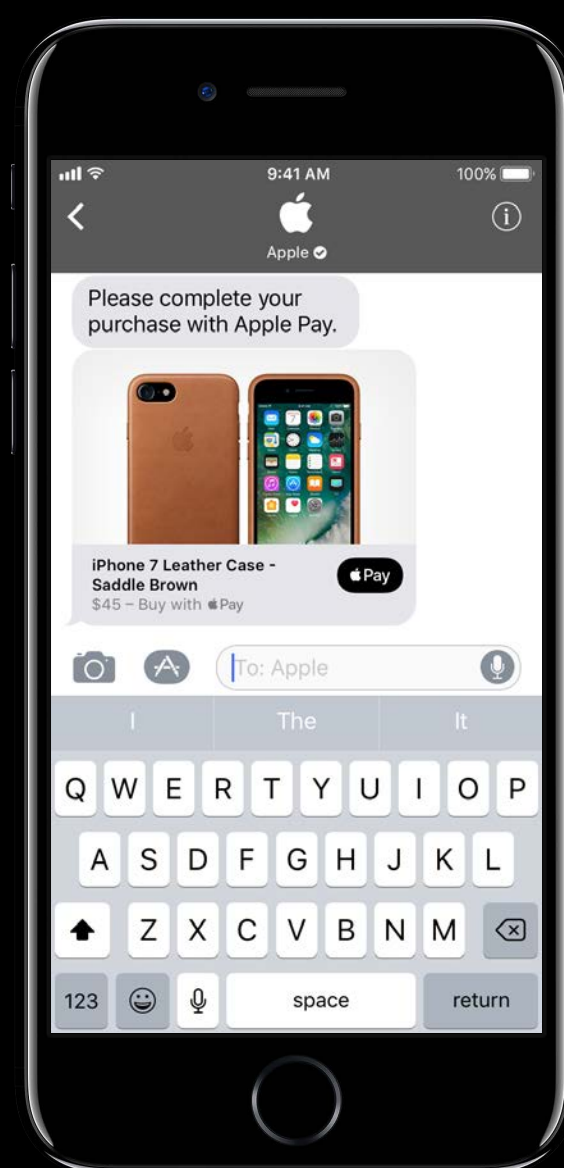 9:41 AM
100%
Apple
Please complete your
purchase with Apple Pay.
iPhone 7 Leather Case -
Saddle Brown
Pay
$45 – Buy with Pay
To: Apple
I The It
Q W E R T Y U I O P
A S D F G H J K L
Z X C V B N M
123 space return